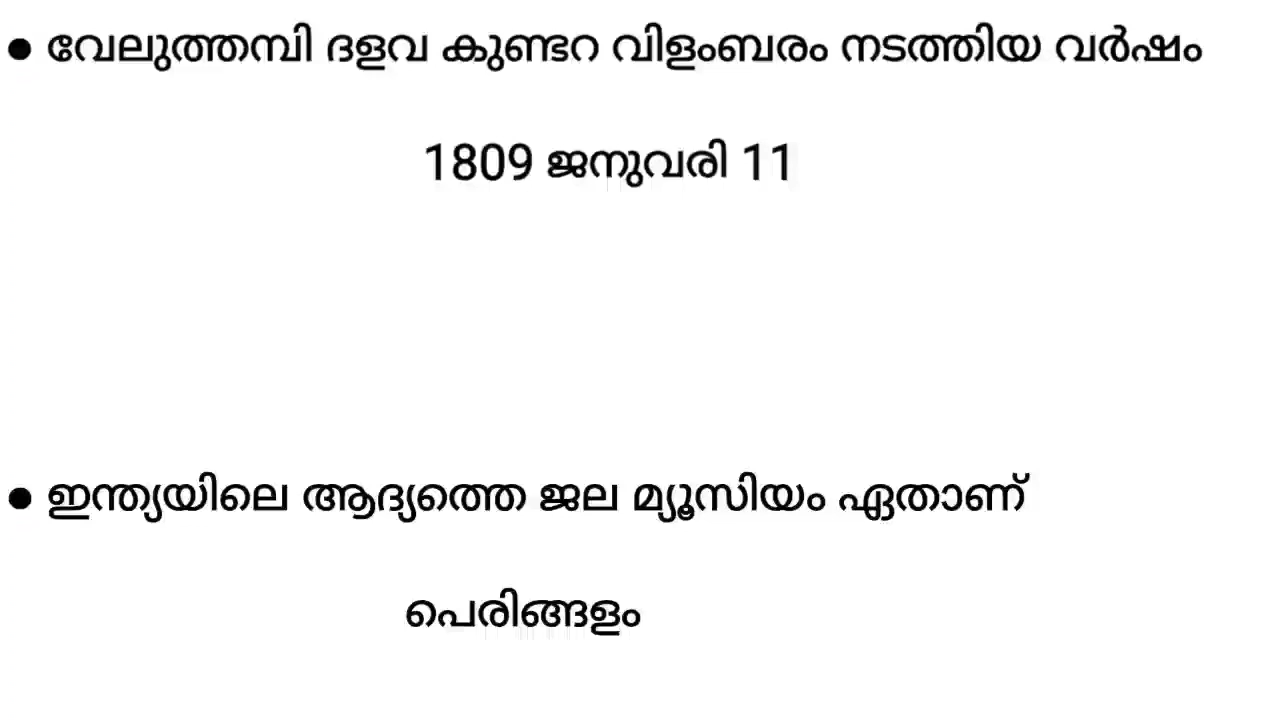 ● വേലുത്തമ്പി ദളവ കുണ്ടറ വിളംബരം നടത്തിയ വർഷം
1809 ജനുവരി 11
● ഇന്ത്യയിലെ ആദ്യത്തെ ജല മ്യൂസിയം ഏതാണ്
പെരിങ്ങളം